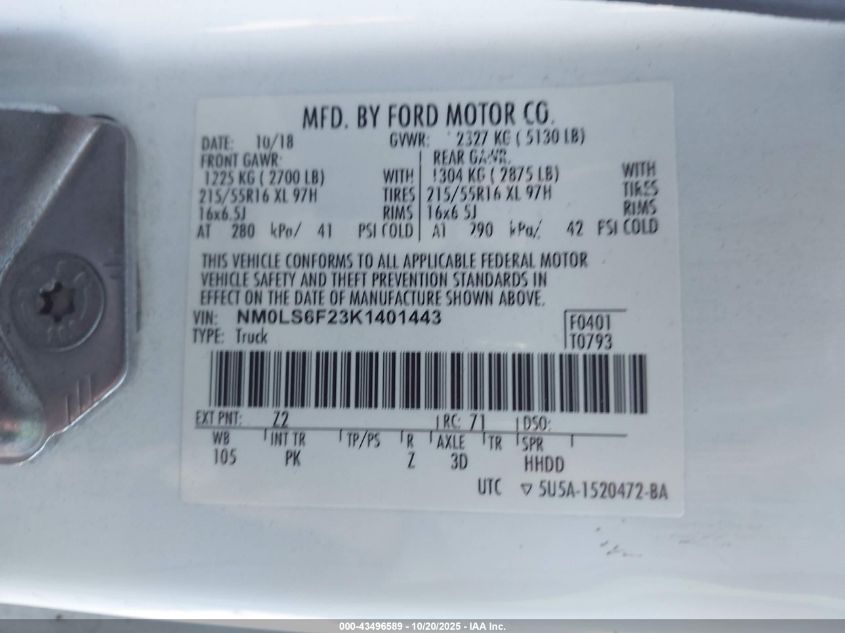 MFD. BY FORD MOTOR CO.
DATE: 10/18 GVWR: 2327 KG ( 5130 LB)
FRONT GAWR: REAR GAWR:
1225 KG ( 2700 LB) WITH 1304 KG ( 2875 LB) WITH
215/55R16 XL 97H TIRES 215/55R16 XL 97H TIRES
16x6.5J RIMS 16x6.5J RIMS
AT 280 kPa/ 41 PSI COLD AT 290 kPa/ 42 PSI COLD
THIS VEHICLE CONFORMS TO ALL APPLICABLE FEDERAL MOTOR
VEHICLE SAFETY AND THEFT PREVENTION STANDARDS IN
EFFECT ON THE DATE OF MANUFACTURE SHOWN ABOVE.
VIN: NM0LS6F23K1401443 F0401
TYPE: Truck T0793
EXT PNT: Z2 RC: 71 DSO:
WB INT TR TP/PS R AXLE TR SPR
105 PK Z 3D HHDD
UTC ▽ 5U5A-1520472-BA
000-43496589 - 10/20/2025 - IAA Inc.